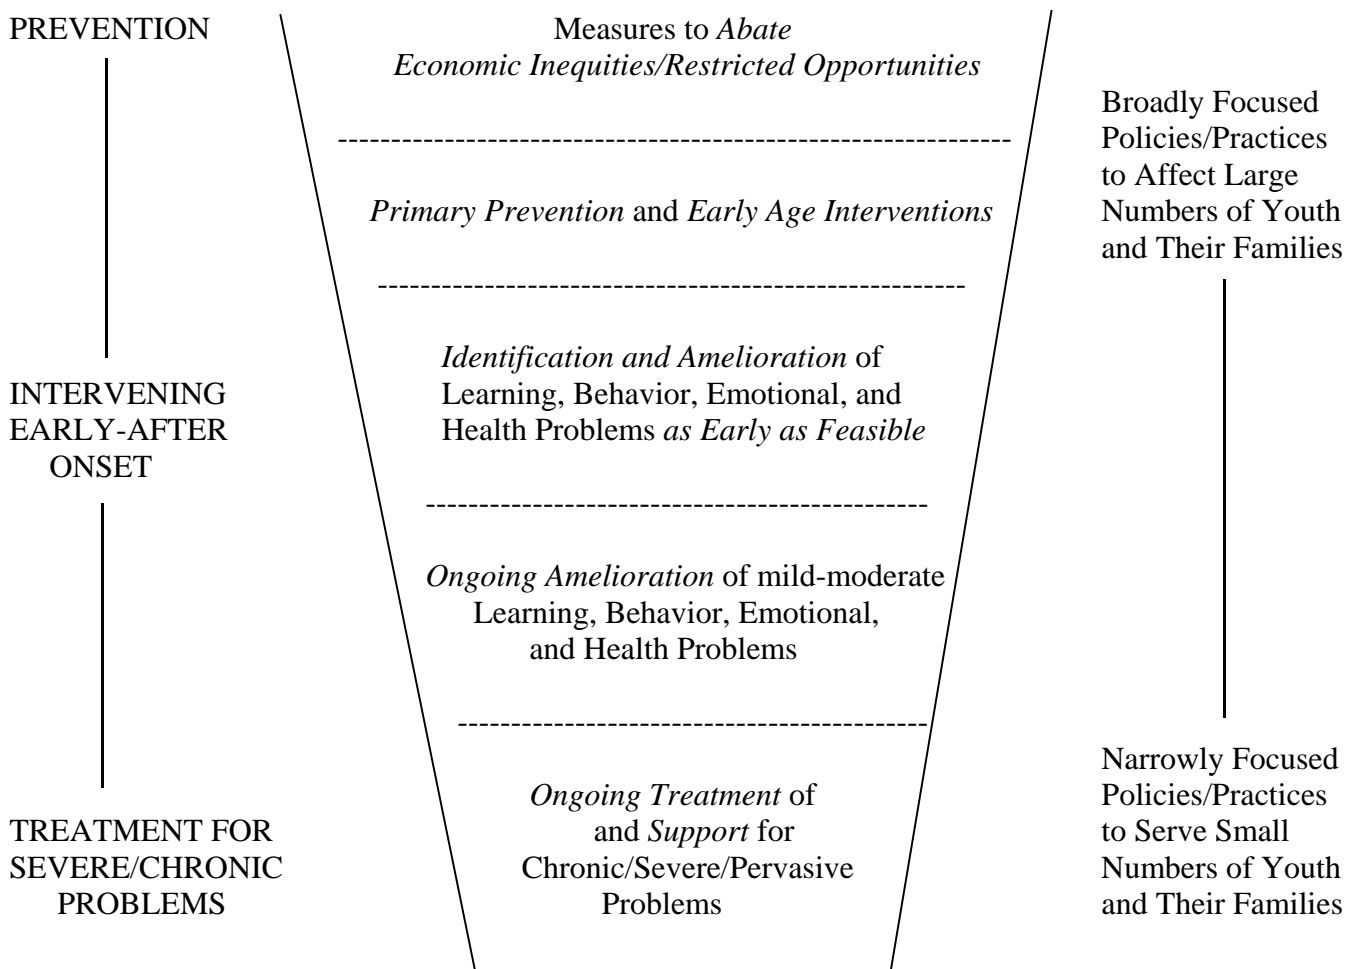 PREVENTION
Measures to Abate
Economic Inequities/Restricted Opportunities
Broadly Focused
Policies/Practices
to Affect Large
Numbers of Youth
and Their Families
Primary Prevention and Early Age Interventions
INTERVENING
EARLY-AFTER
ONSET
Identification and Amelioration of
Learning, Behavior, Emotional, and
Health Problems as Early as Feasible
Ongoing Amelioration of mild-moderate
Learning, Behavior, Emotional,
and Health Problems
TREATMENT FOR
SEVERE/CHRONIC
PROBLEMS
Ongoing Treatment of
and Support for
Chronic/Severe/Pervasive
Problems
Narrowly Focused
Policies/Practices
to Serve Small
Numbers of Youth
and Their Families